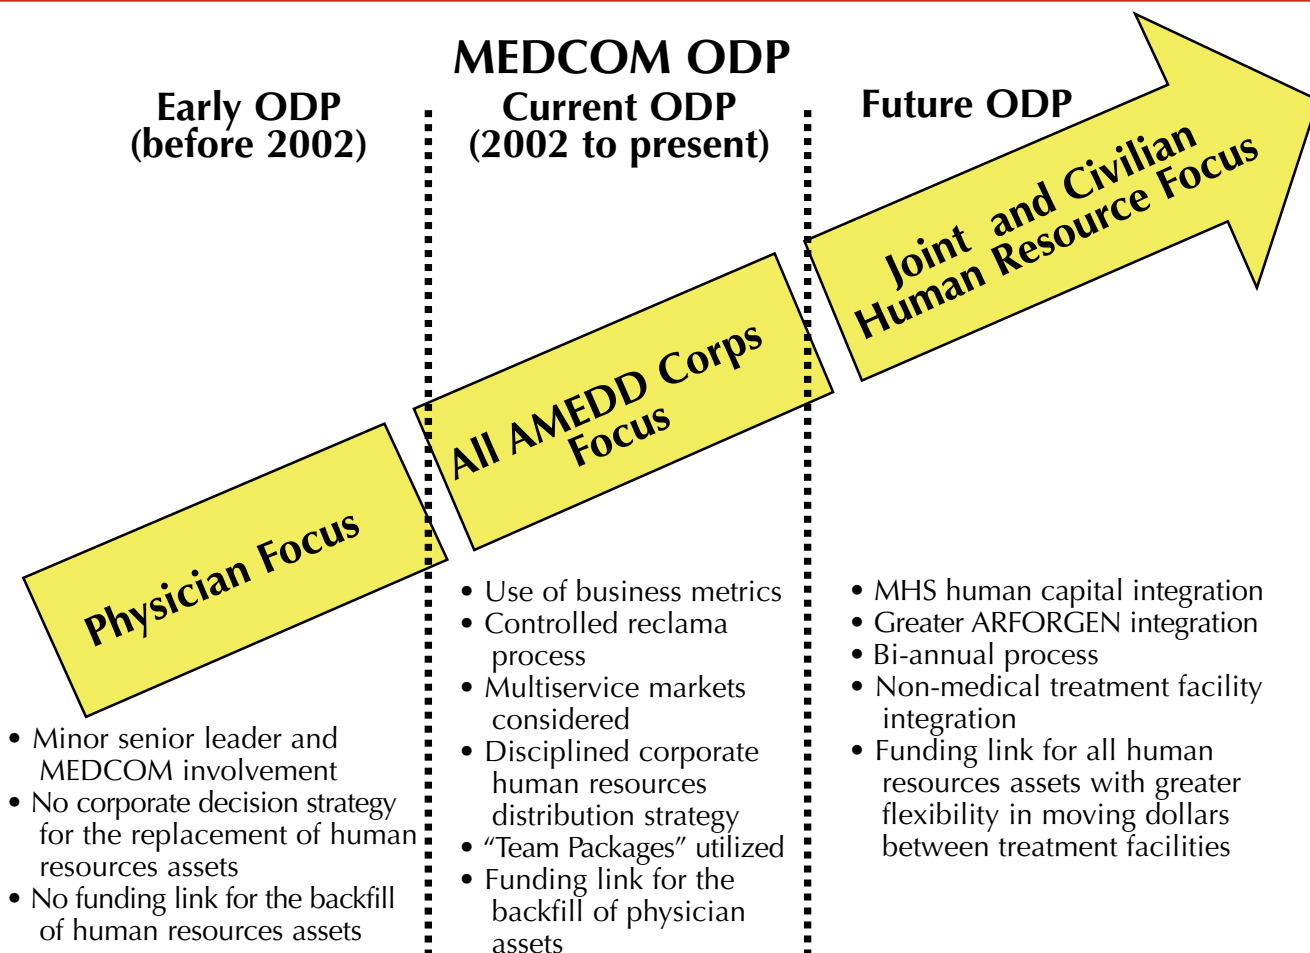 MEDCOM ODP
Early ODP
(before 2002)
Current ODP
(2002 to present)
Future ODP
Physician Focus
All AMEDD Corps
Focus
Joint and Civilian
Human Resource Focus
• Minor senior leader and
MEDCOM involvement
• No corporate decision strategy
for the replacement of human
resources assets
• No funding link for the backfill
of human resources assets
• Use of business metrics
• Controlled reclama
process
• Multiservice markets
considered
• Disciplined corporate
human resources
distribution strategy
• “Team Packages” utilized
• Funding link for the
backfill of physician
assets
• MHS human capital integration
• Greater ARFORGEN integration
• Bi-annual process
• Non-medical treatment facility
integration
• Funding link for all human
resources assets with greater
flexibility in moving dollars
between treatment facilities